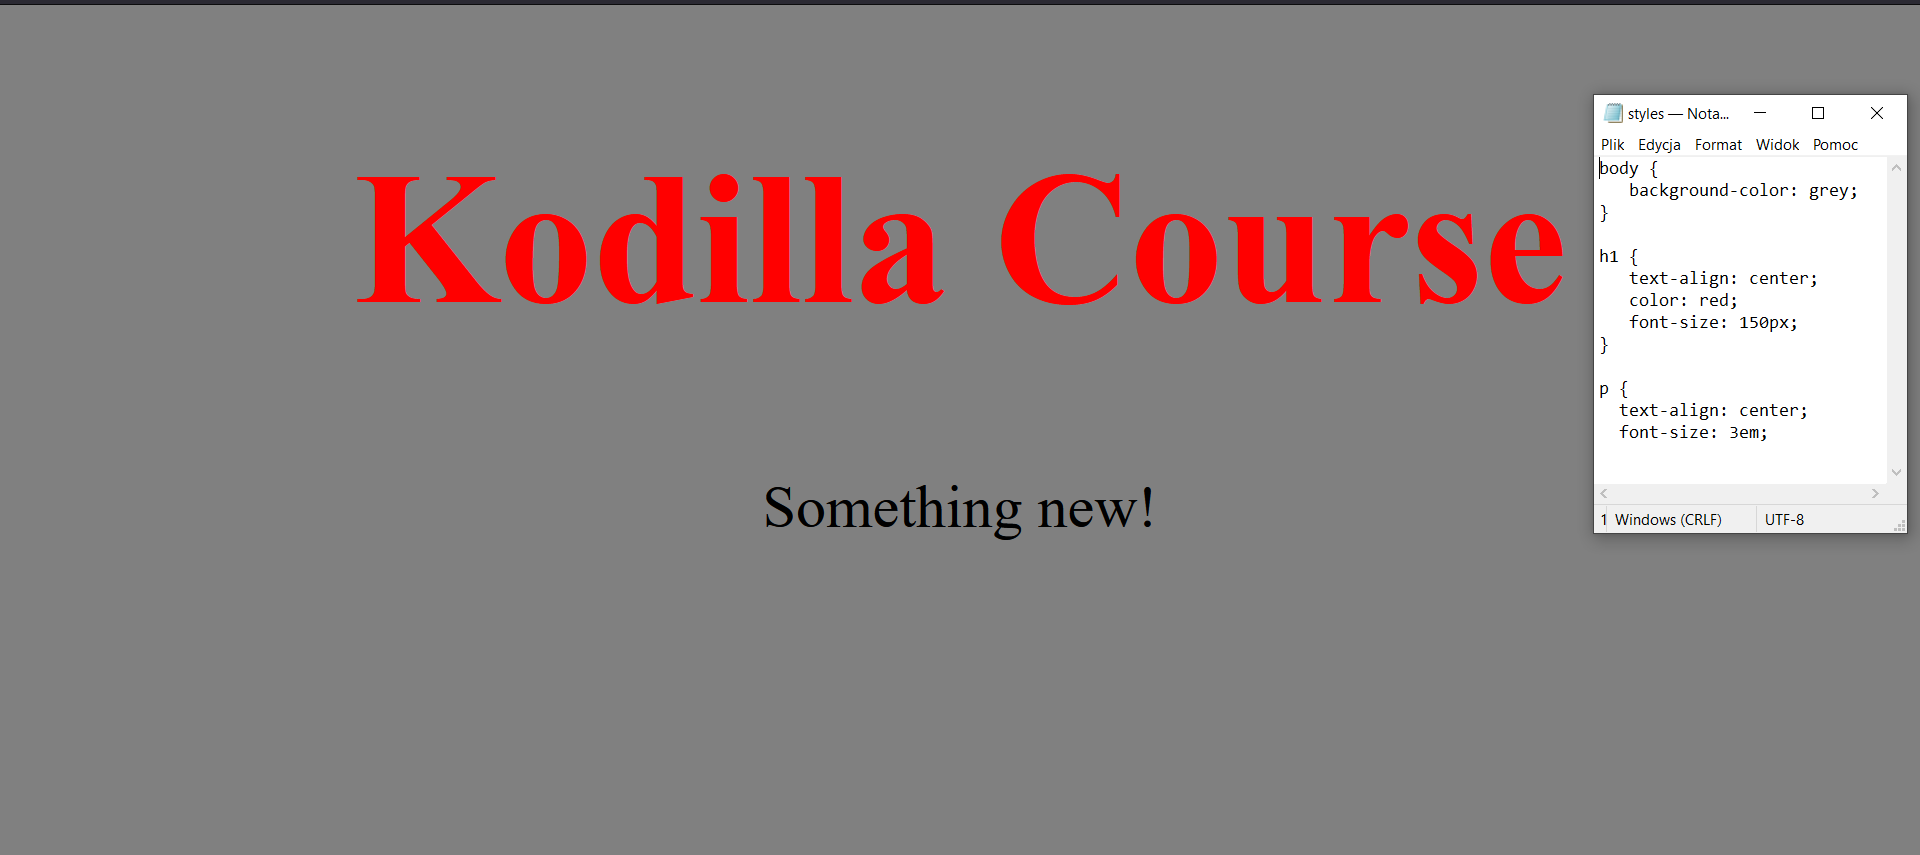 Kodilla Course
Something new!
styles — Nota...
Plik Edycja Format Widok Pomoc
body {
   background-color: grey;
}

h1 {
   text-align: center;
   color: red;
   font-size: 150px;
}

p {
  text-align: center;
  font-size: 3em;
1 Windows (CRLF) UTF-8